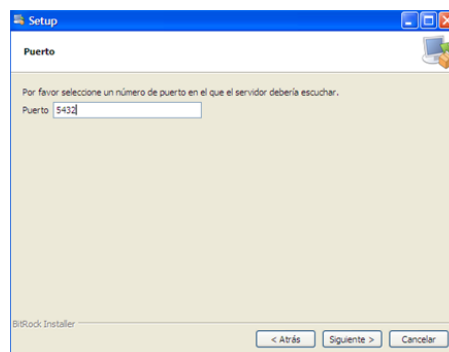 Setup
Puerto
Por favor seleccione un número de puerto en el que el servidor debería escuchar.
Puerto 5432
BitRock Installer
< Atrás Siguiente > Cancelar